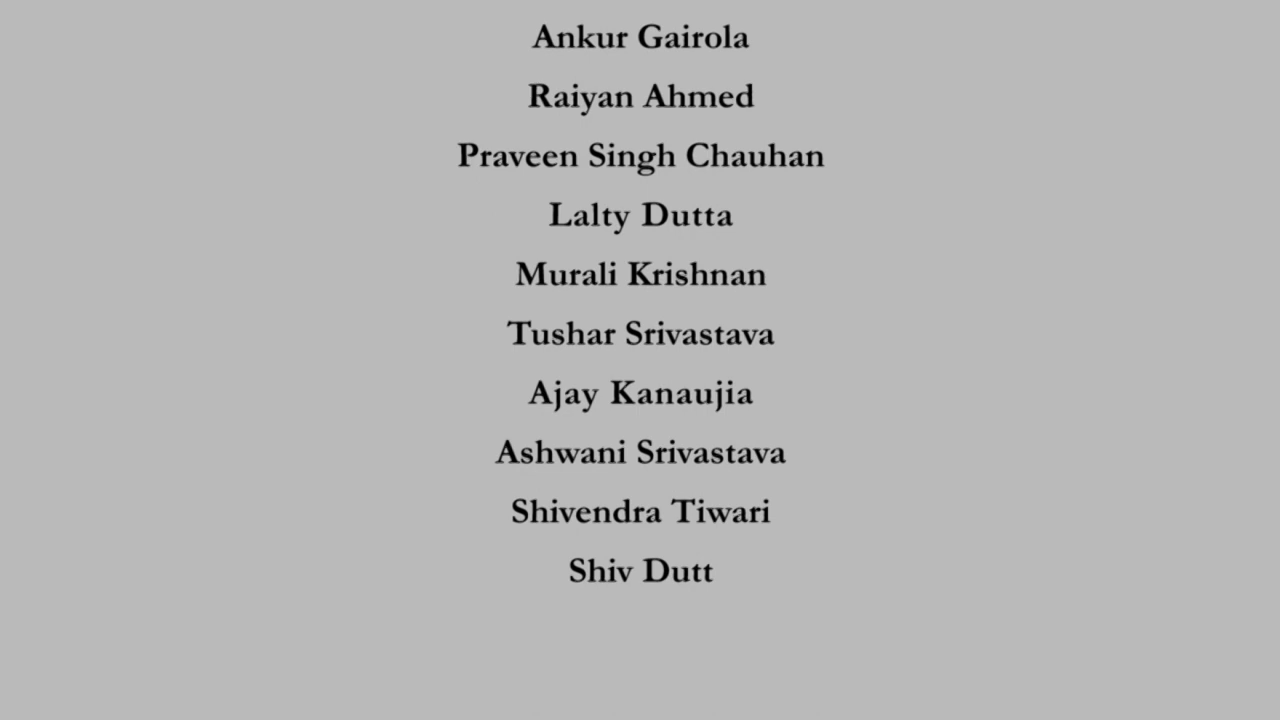 Ankur Gairola
Raiyan Ahmed
Praveen Singh Chauhan
Lalty Dutta
Murali Krishnan
Tushar Srivastava
Ajay Kanaujia
Ashwani Srivastava
Shivendra Tiwari
Shiv Dutt